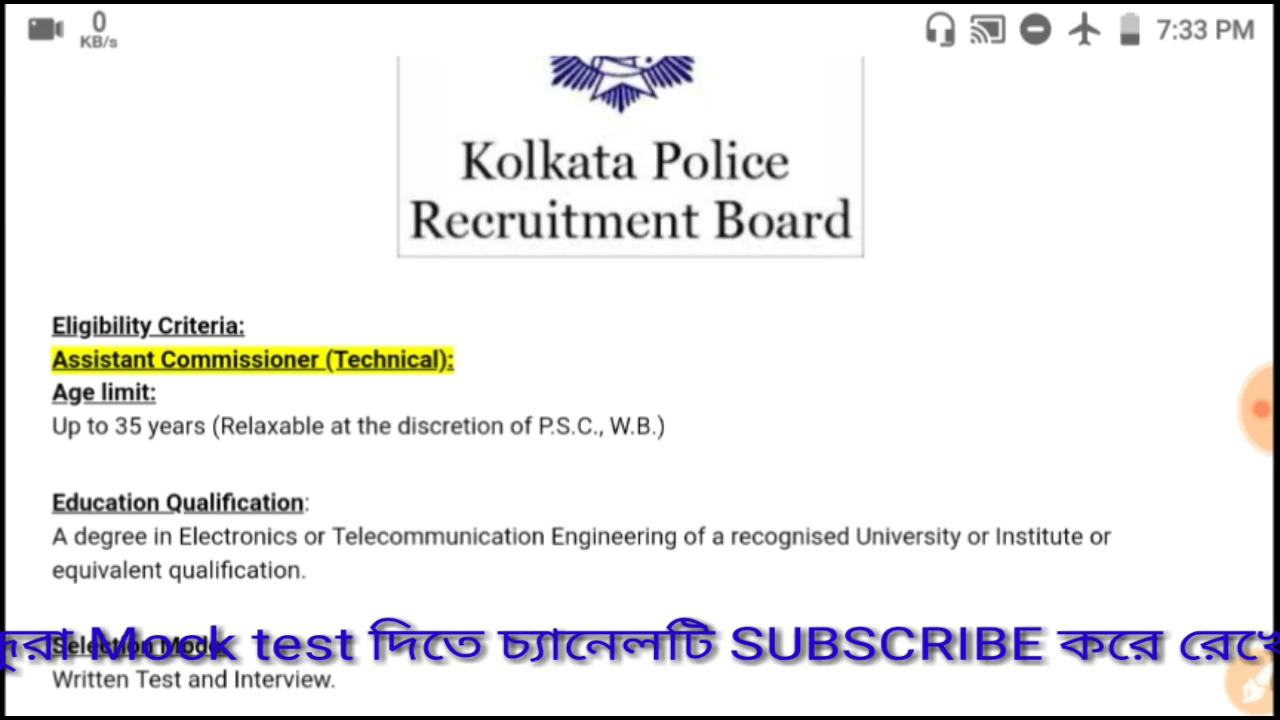 0
KB/s
7:33 PM
Kolkata Police
Recruitment Board
Eligibility Criteria:
Assistant Commissioner (Technical):
Age limit:
Up to 35 years (Relaxable at the discretion of P.S.C., W.B.)
Education Qualification:
A degree in Electronics or Telecommunication Engineering of a recognised University or Institute or
equivalent qualification.
Selection Mode
Mock test দিতে চ্যানেলটি SUBSCRIBE করে
Written Test and Interview.